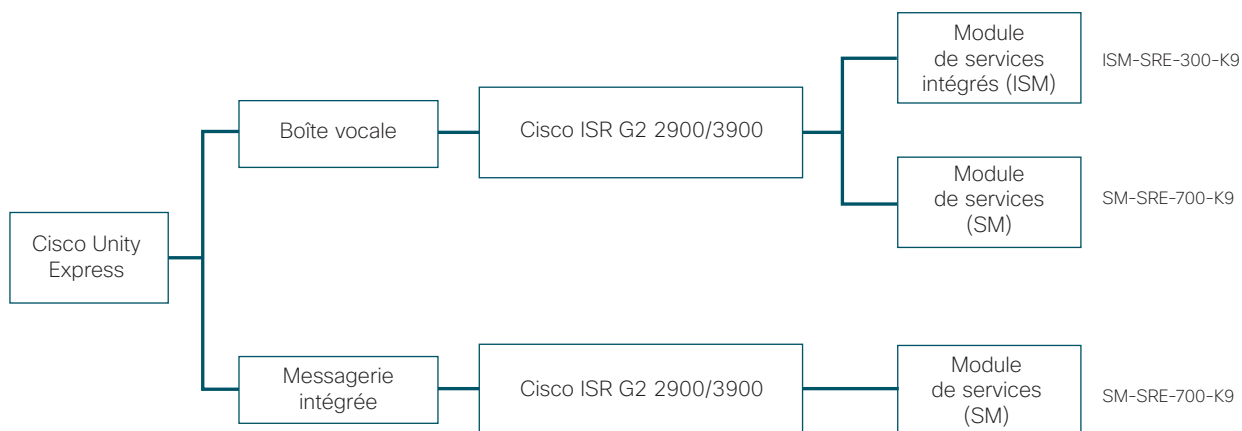 Cisco Unity
Express
Boîte vocale
Cisco ISR G2 2900/3900
Module
de services
intégrés (ISM)
ISM-SRE-300-K9
Module
de services
(SM)
SM-SRE-700-K9
Messagerie
intégrée
Cisco ISR G2 2900/3900
Module
de services
(SM)
SM-SRE-700-K9